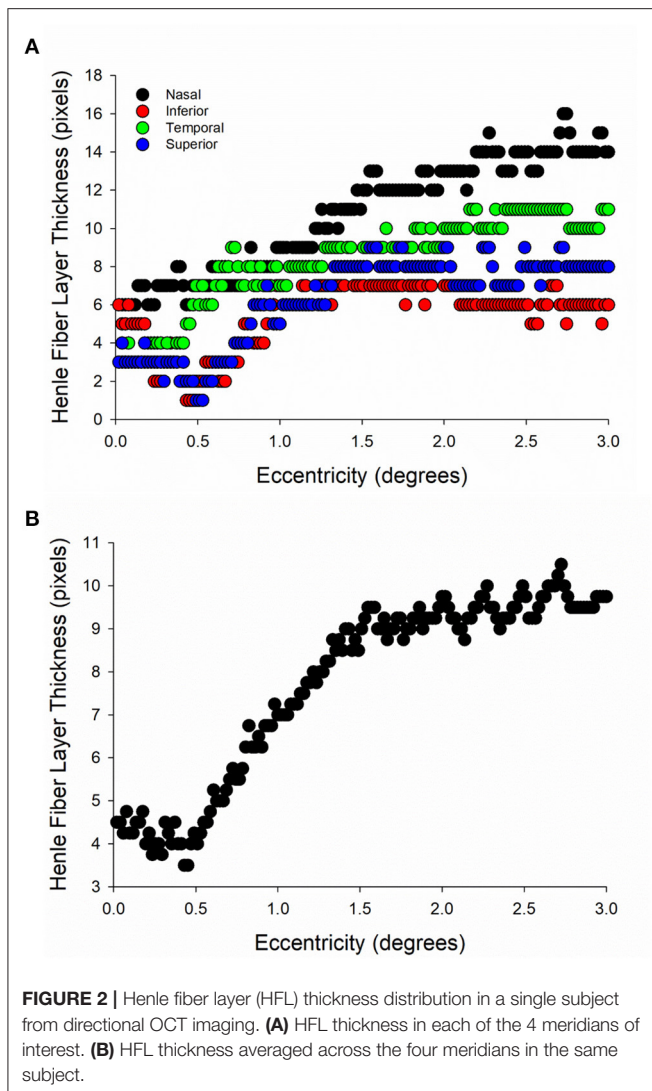 A
Henle Fiber Layer Thickness (pixels)
18
16
14
12
10
8
6
4
2
0
Nasal
Inferior
Temporal
Superior
0.0 0.5 1.0 1.5 2.0 2.5 3.0
Eccentricity (degrees)
B
Henle Fiber Layer Thickness (pixels)
11
10
9
8
7
6
5
4
3
0.0 0.5 1.0 1.5 2.0 2.5 3.0
Eccentricity (degrees)
FIGURE 2 | Henle fiber layer (HFL) thickness distribution in a single subject
from directional OCT imaging. (A) HFL thickness in each of the 4 meridians of
interest. (B) HFL thickness averaged across the four meridians in the same
subject.